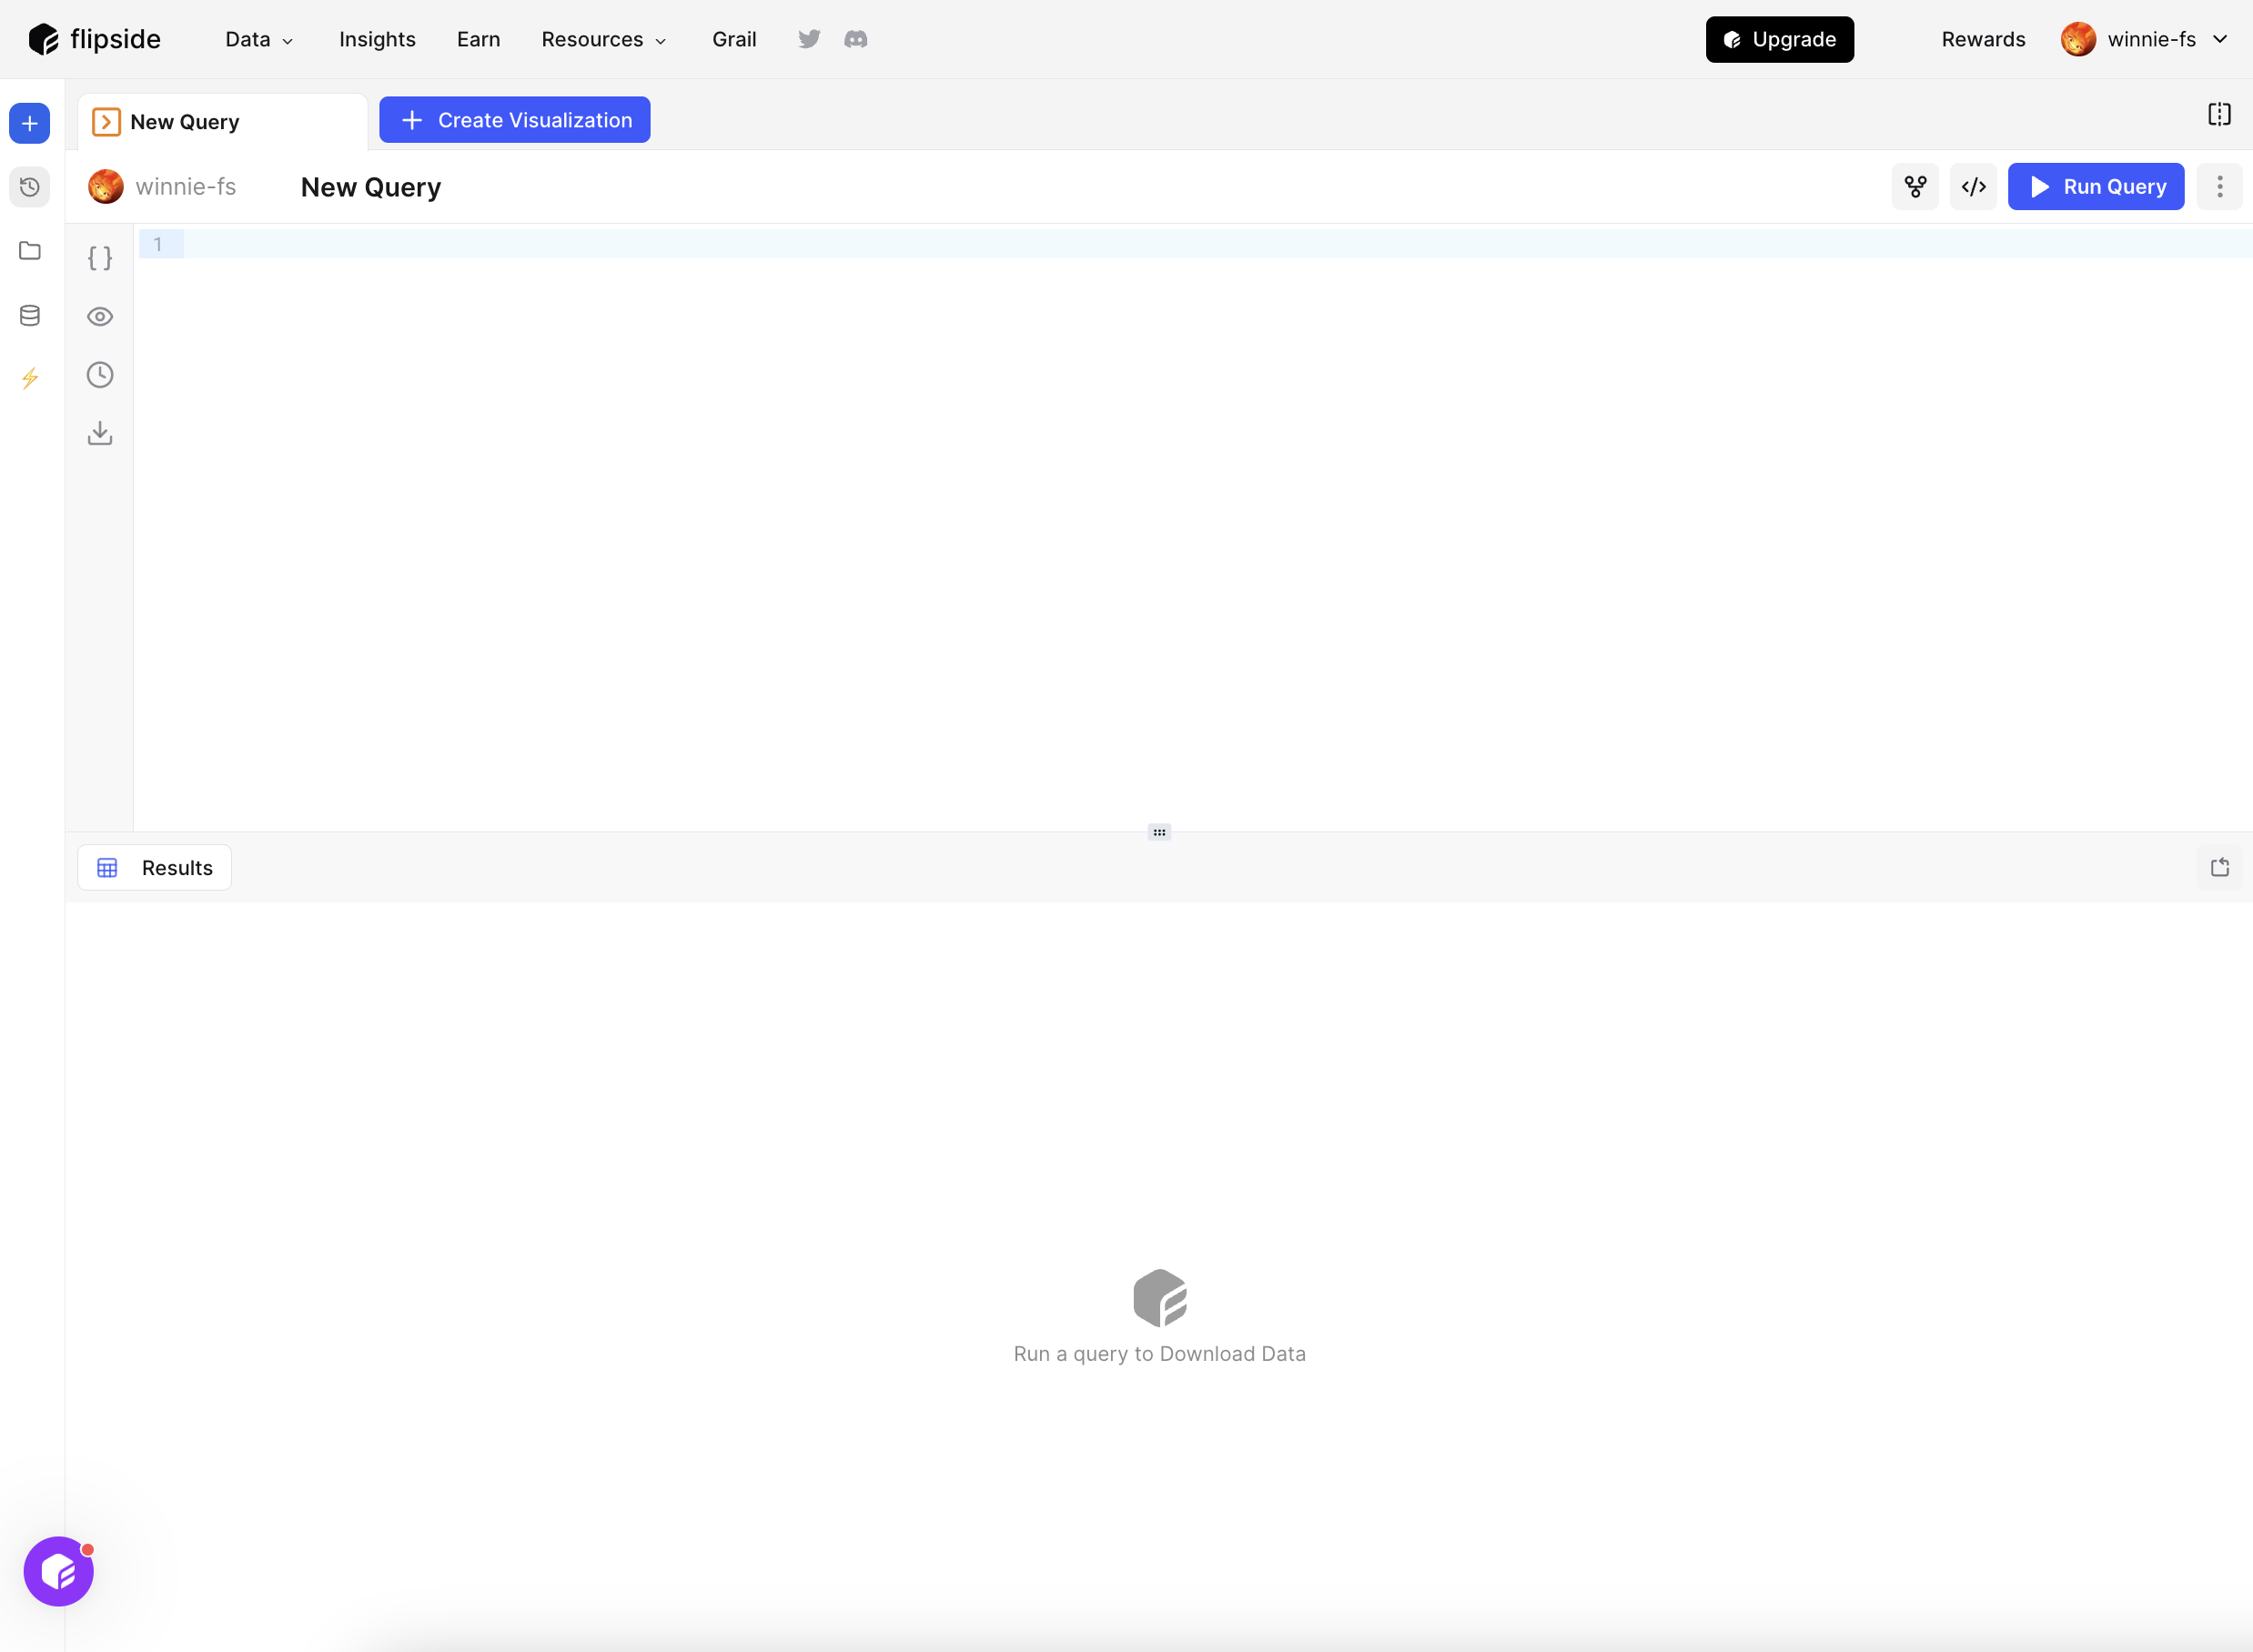 flipside Data Insights Earn Resources Grail Upgrade Rewards winnie-fs
New Query Create Visualization
winnie-fs New Query Run Query
1
Results
Run a query to Download Data